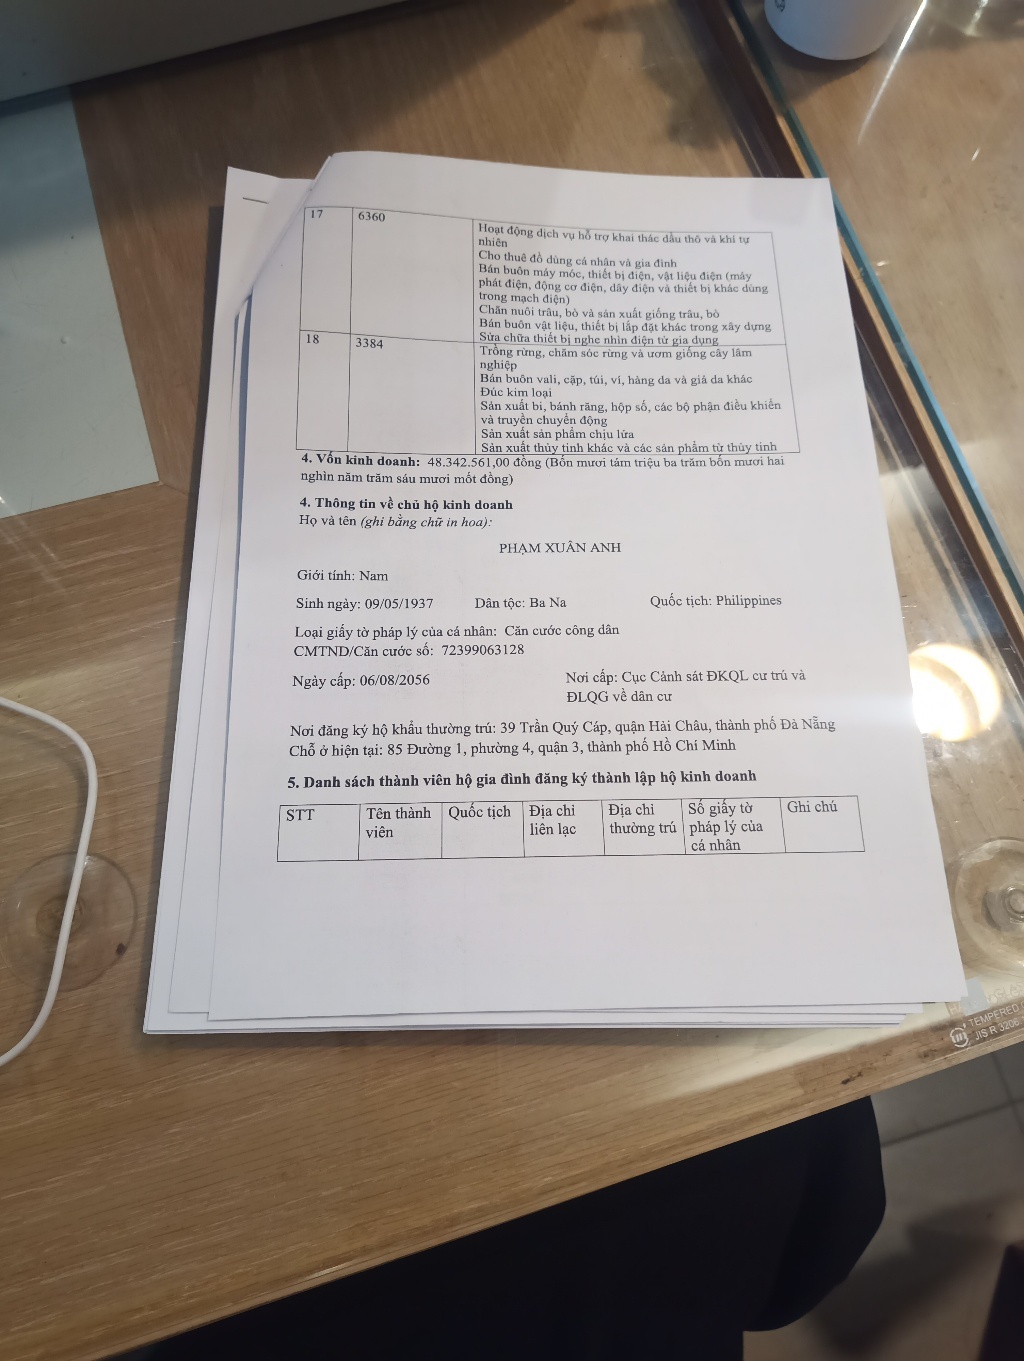 17 6360 Hoạt động dịch vụ hỗ trợ khai thác dầu thô và khí tự
nhiên
Cho thuê đồ dùng cá nhân và gia đình
Bán buôn máy móc, thiết bị điện, vật liệu điện (máy
phát điện, động cơ điện, dây điện và thiết bị khác dùng
trong mạch điện)
Chăn nuôi trâu, bò và sản xuất giống trâu, bò
Bán buôn vật liệu, thiết bị lắp đặt khác trong xây dựng
Sửa chữa thiết bị nghe nhìn điện tử gia dụng
18 3384 Trồng rừng, chăm sóc rừng và ươm giống cây lâm
nghiệp
Bán buôn vali, cặp, túi, ví, hàng da và giả da khác
Đúc kim loại
Sản xuất bi, bánh răng, hộp số, các bộ phận điều khiển
và truyền chuyển động
Sản xuất sản phẩm chịu lửa
Sản xuất thủy tinh khác và các sản phẩm từ thủy tinh
4. Vốn kinh doanh: 48.342.561,00 đồng (Bốn mươi tám triệu ba trăm bốn mươi hai
nghìn năm trăm sáu mươi mốt đồng)
4. Thông tin về chủ hộ kinh doanh
Họ và tên (ghi bằng chữ in hoa):
PHẠM XUÂN ANH
Giới tính: Nam
Sinh ngày: 09/05/1937 Dân tộc: Ba Na Quốc tịch: Philippines
Loại giấy tờ pháp lý của cá nhân: Căn cước công dân
CMTND/Căn cước số: 72399063128
Ngày cấp: 06/08/2056 Nơi cấp: Cục Cảnh sát ĐKQL cư trú và
ĐLQG về dân cư
Nơi đăng ký hộ khẩu thường trú: 39 Trần Quý Cáp, quận Hải Châu, thành phố Đà Nẵng
Chỗ ở hiện tại: 85 Đường 1, phường 4, quận 3, thành phố Hồ Chí Minh
5. Danh sách thành viên hộ gia đình đăng ký thành lập hộ kinh doanh
STT Tên thành Quốc tịch Địa chỉ Địa chỉ Số giấy tờ Ghi chú
viên liên lạc thường trú pháp lý của
cá nhân
TEMPERED
JIS R 3206